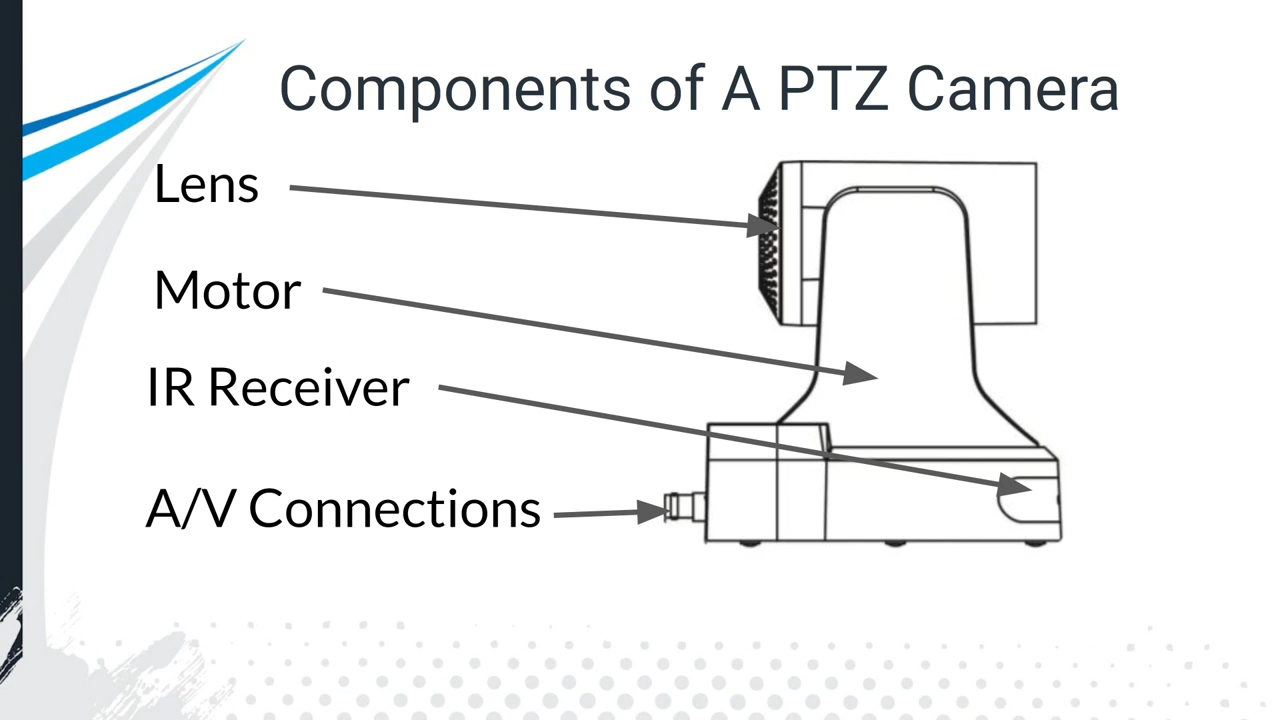 Components of A PTZ Camera
Lens
Motor
IR Receiver
A/V Connections